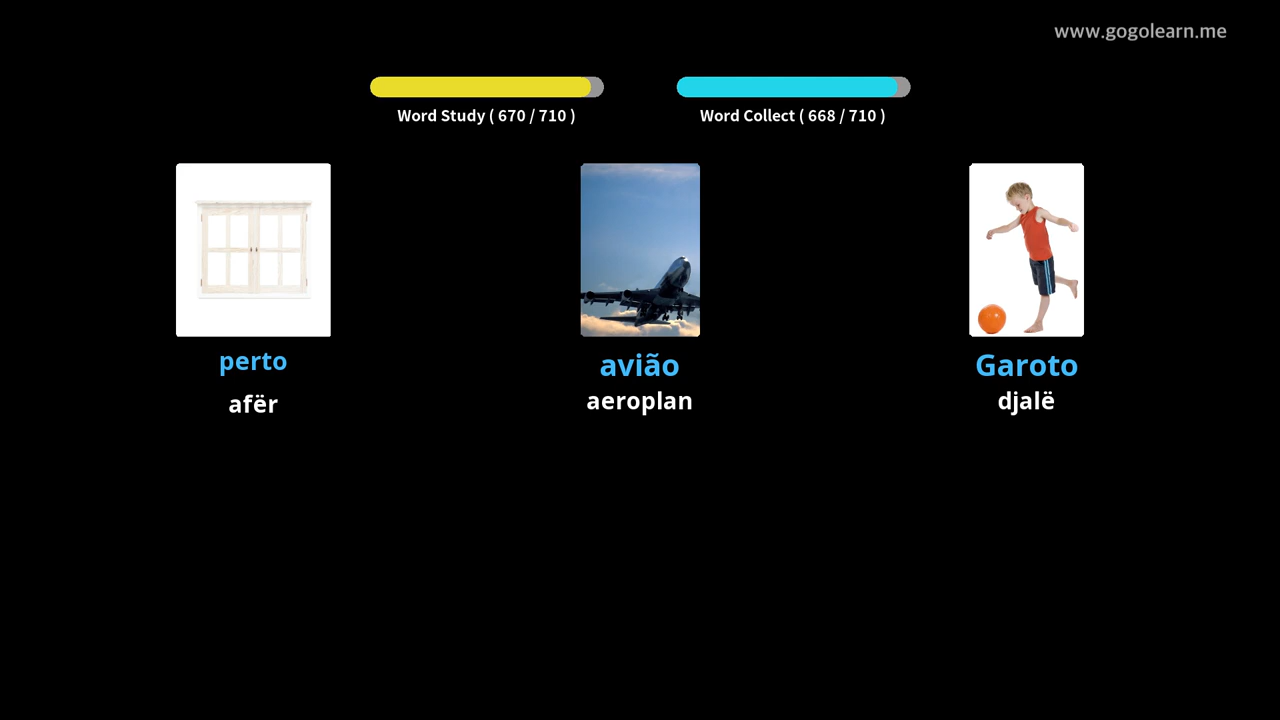 www.gogolearn.me
Word Study ( 670 / 710 )
Word Collect ( 668 / 710 )
perto
afër
avião
aeroplan
Garoto
djalë